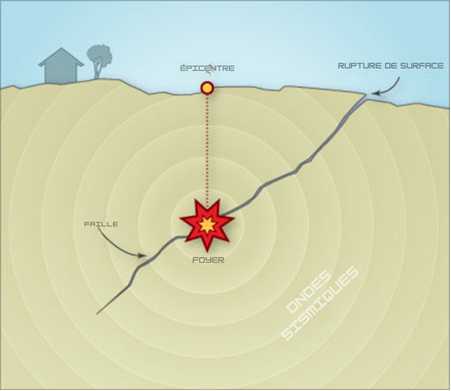 ÉPICENTRE
RUPTURE DE SURFACE
FAILLE
FOYER
ONDES
SISMIQUES